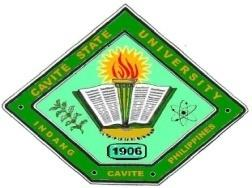 CAVITE STATE UNIVERSITY
1906
INDANG CAVITE PHILIPPINES